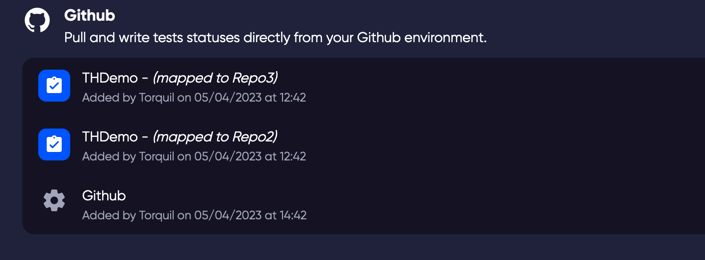 Github
Pull and write tests statuses directly from your Github environment.
THDemo - (mapped to Repo3)
Added by Torquil on 05/04/2023 at 12:42
THDemo - (mapped to Repo2)
Added by Torquil on 05/04/2023 at 12:42
Github
Added by Torquil on 05/04/2023 at 14:42